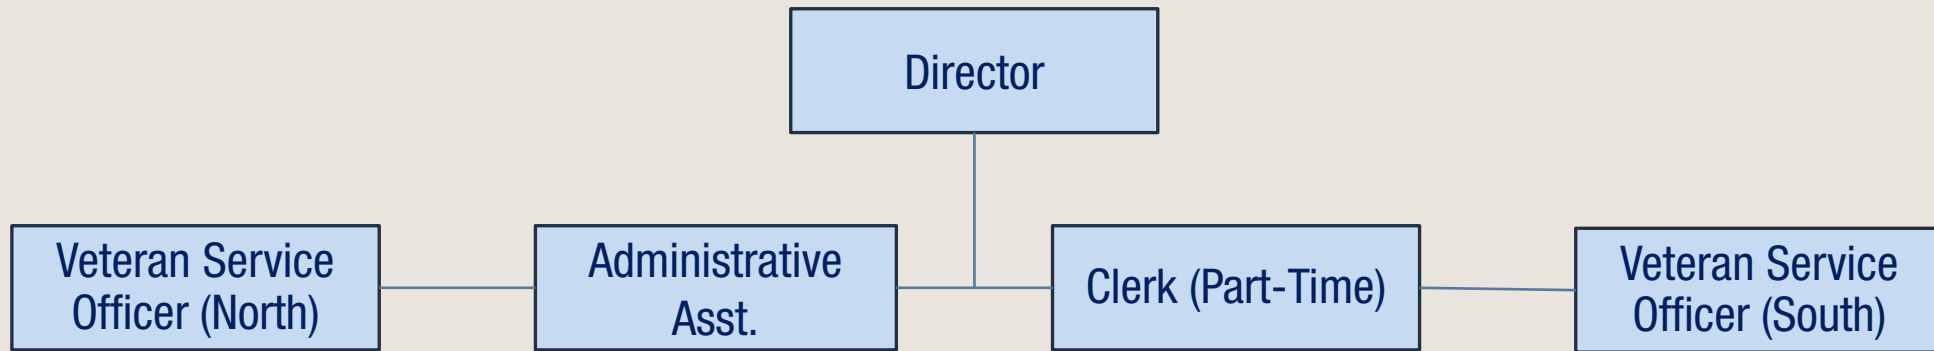 Director
Veteran Service
Officer (North)
Administrative
Asst.
Clerk (Part-Time)
Veteran Service
Officer (South)